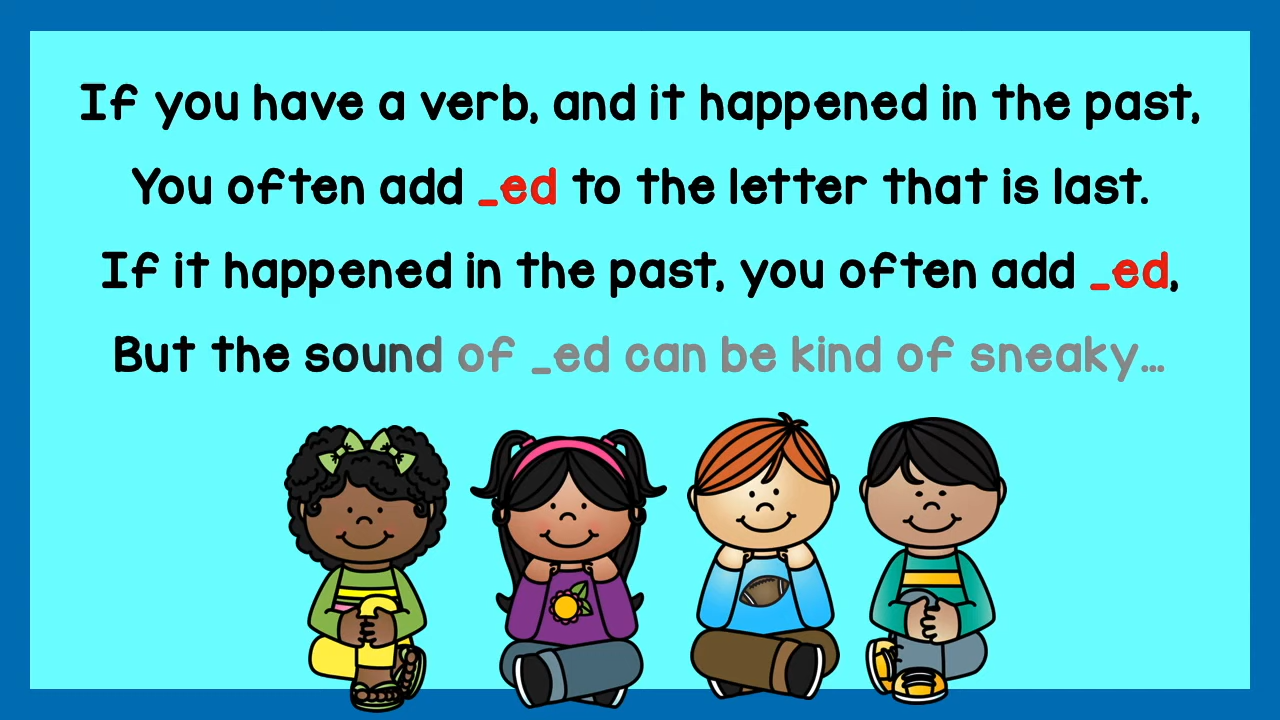 If you have a verb, and it happened in the past,
You often add _ed to the letter that is last.
If it happened in the past, you often add _ed,
But the sound of _ed can be kind of sneaky...